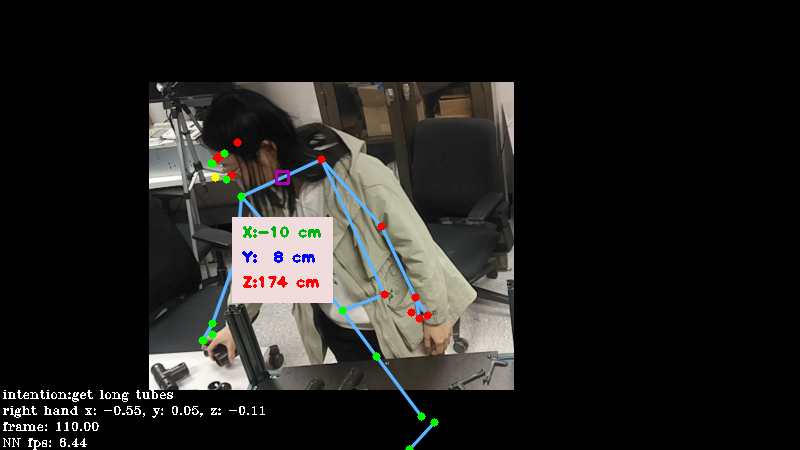 X:-10 cm
Y: 8 cm
Z:174 cm
intention:get long tubes
right hand x: -0.55, y: 0.05, z: -0.11
frame: 110.00
NN fps: 6.44